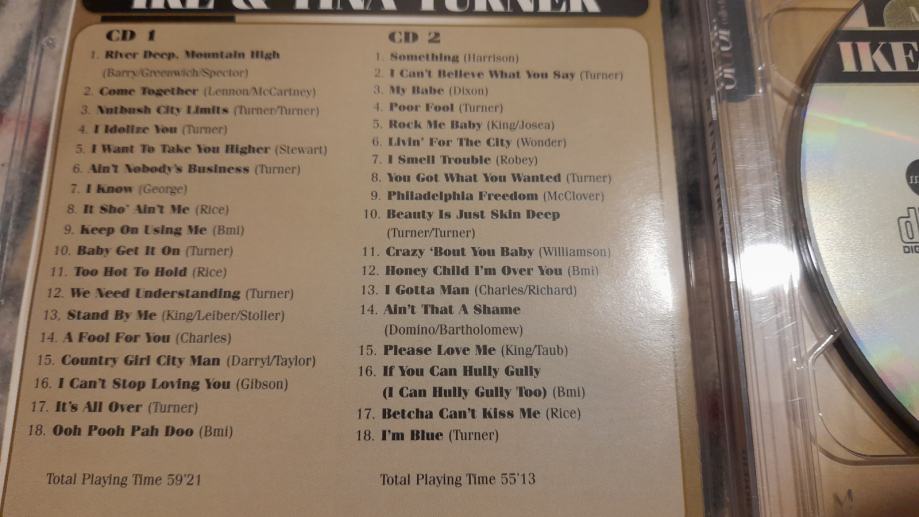 IKE & TINA TURNER
CD 1
1. River Deep, Mountain High
(Barry/Greenwich/Spector)
2. Come Together (Lennon/McCartney)
3. Nutbush City Limits (Turner/Turner)
4. I Idolize You (Turner)
5. I Want To Take You Higher (Stewart)
6. Ain't Nobody's Business (Turner)
7. I Know (George)
8. It Sho' Ain't Me (Rice)
9. Keep On Using Me (Bmi)
10. Baby Get It On (Turner)
11. Too Hot To Hold (Rice)
12. We Need Understanding (Turner)
13. Stand By Me (King/Leiber/Stoller)
14. A Fool For You (Charles)
15. Country Girl City Man (Darryl/Taylor)
16. I Can't Stop Loving You (Gibson)
17. It's All Over (Turner)
18. Ooh Pooh Pah Doo (Bmi)
Total Playing Time 59'21
CD 2
1. Something (Harrison)
2. I Can't Believe What You Say (Turner)
3. My Babe (Dixon)
4. Poor Fool (Turner)
5. Rock Me Baby (King/Josea)
6. Livin' For The City (Wonder)
7. I Smell Trouble (Robey)
8. You Got What You Wanted (Turner)
9. Philadelphia Freedom (McClover)
10. Beauty Is Just Skin Deep
(Turner/Turner)
11. Crazy ‘Bout You Baby (Williamson)
12. Honey Child I'm Over You (Bmi)
13. I Gotta Man (Charles/Richard)
14. Ain't That A Shame
(Domino/Bartholomew)
15. Please Love Me (King/Taub)
16. If You Can Hully Gully
(I Can Hully Gully Too) (Bmi)
17. Betcha Can't Kiss Me (Rice)
18. I'm Blue (Turner)
Total Playing Time 55'13
IKE